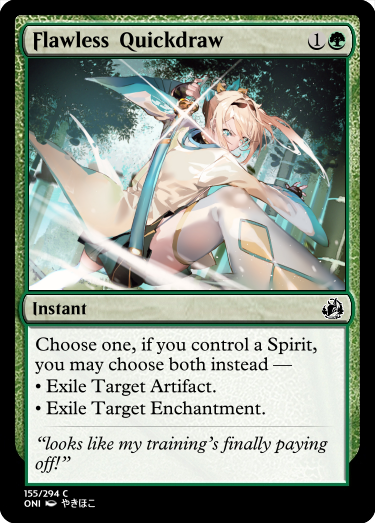 Flawless Quickdraw 1
Instant
Choose one, if you control a Spirit,
you may choose both instead —
• Exile Target Artifact.
• Exile Target Enchantment.
“looks like my training’s finally paying
off!”
155/294 C
ONI やきほこ